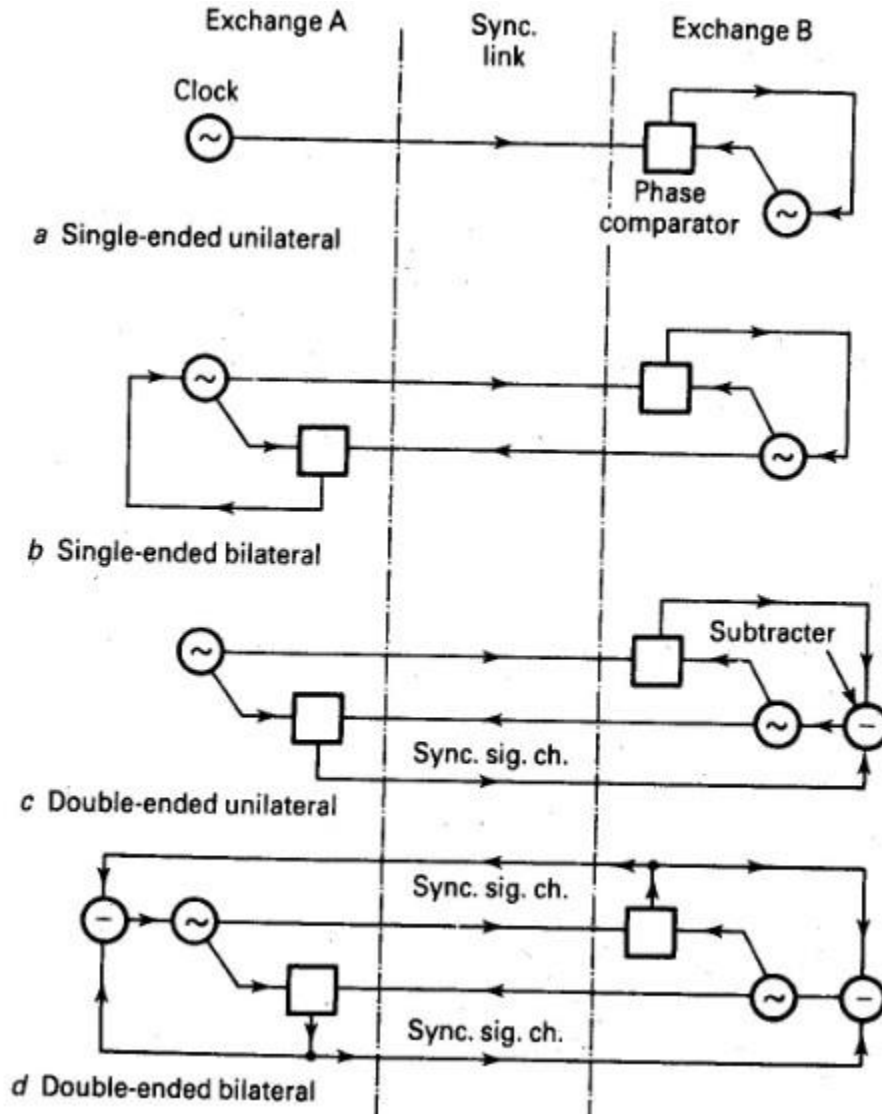 Exchange A
Sync.
link
Exchange B
Clock
Phase
comparator
a Single-ended unilateral
b Single-ended bilateral
Subtracter
Sync. sig. ch.
c Double-ended unilateral
Sync. sig. ch.
Sync. sig. ch.
d Double-ended bilateral